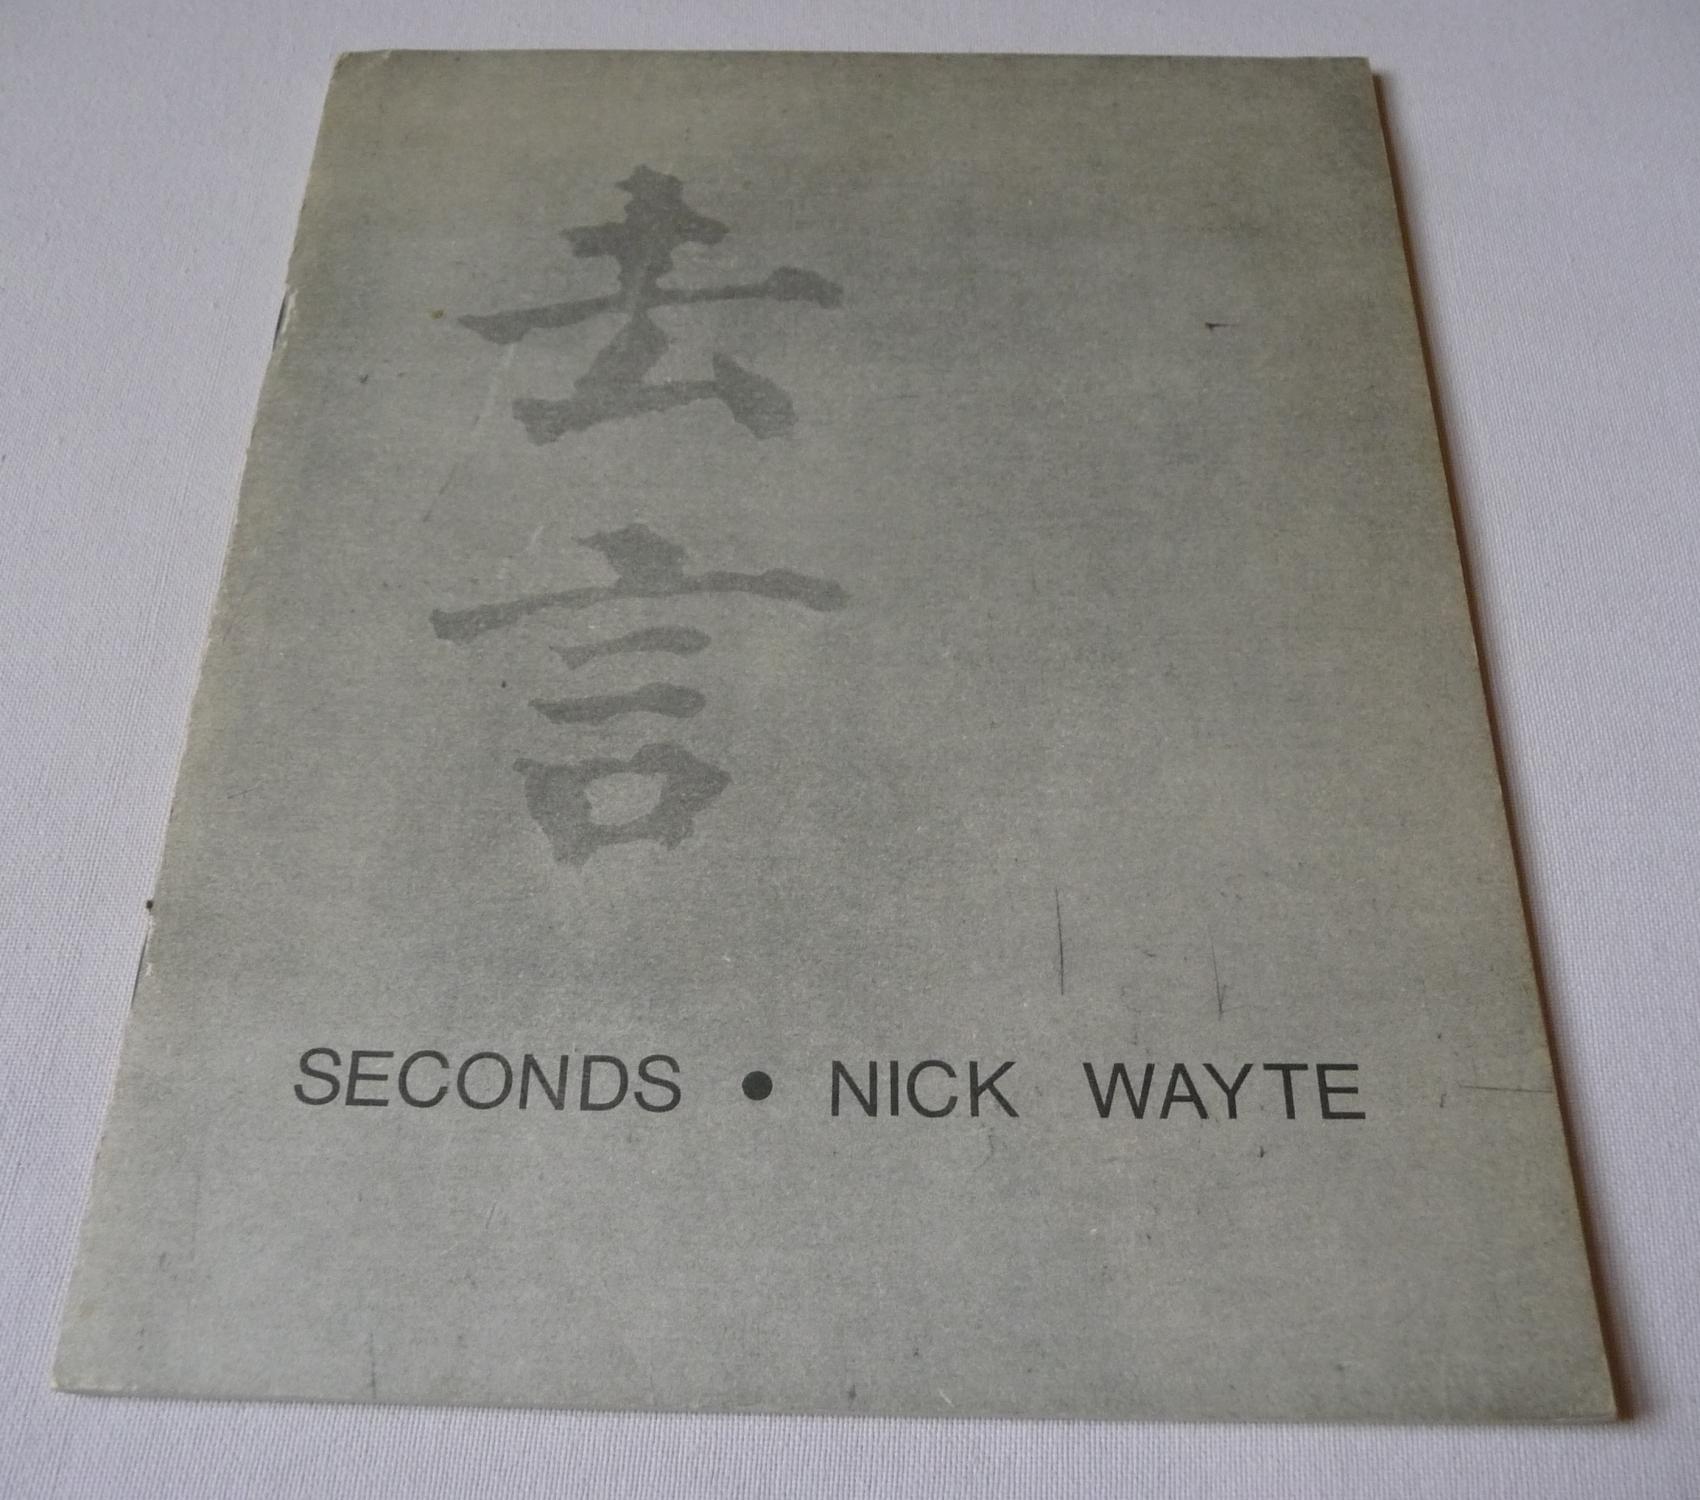 去
言
SECONDS • NICK WAYTE